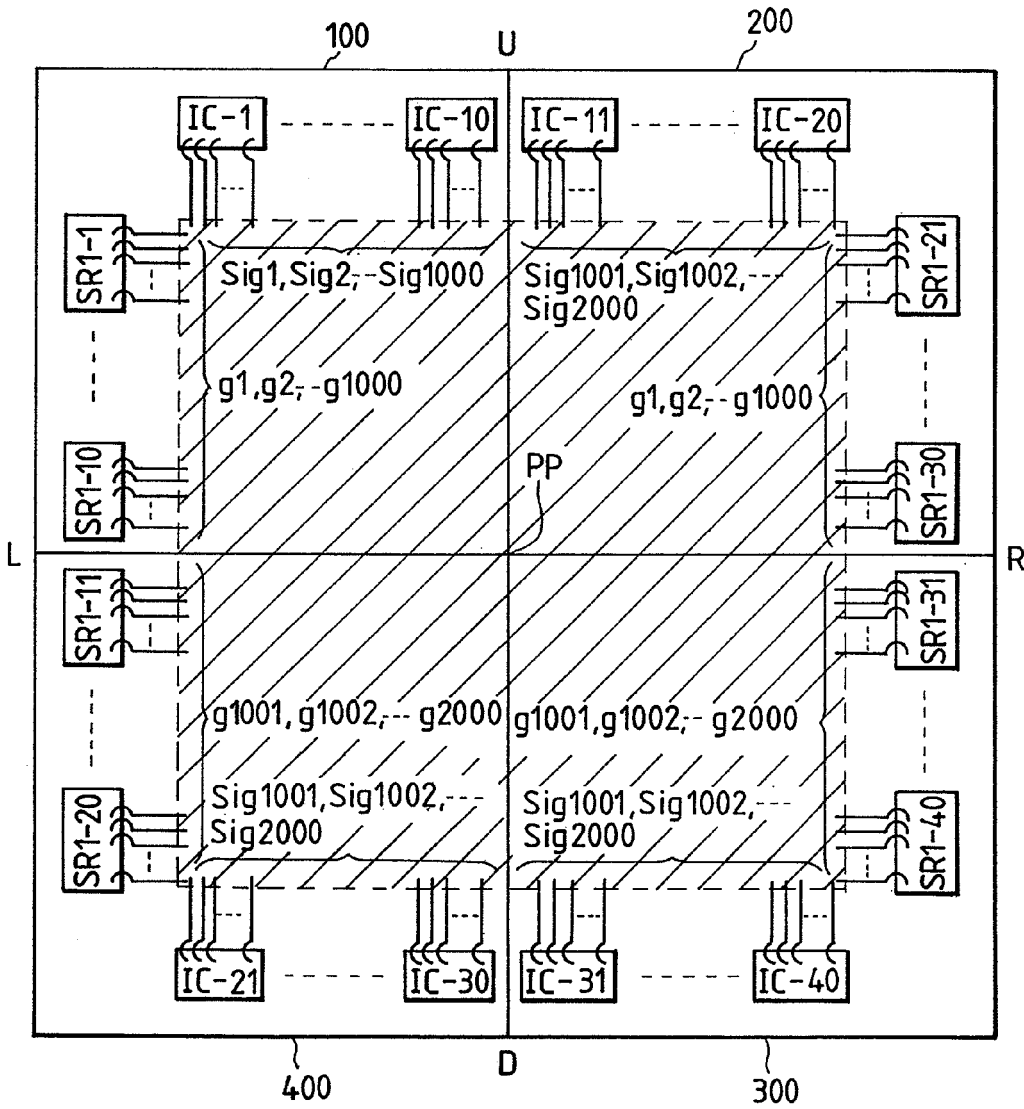 100
U
200
IC-1
IC-10
IC-11
IC-20
SR1-1
SR1-21
Sig1,Sig2,--Sig1000
Sig1001,Sig1002,----
Sig2000
g1,g2,--g1000
g1,g2,--g1000
SR1-10
PP
SR1-30
L
R
SR1-11
SR1-31
g1001,g1002,--- g2000
g1001,g1002,-- g2000
SR1-20
Sig1001,Sig1002,----
Sig2000
Sig1001,Sig1002,----
Sig2000
SR1-40
IC-21
IC-30
IC-31
IC-40
400
D
300